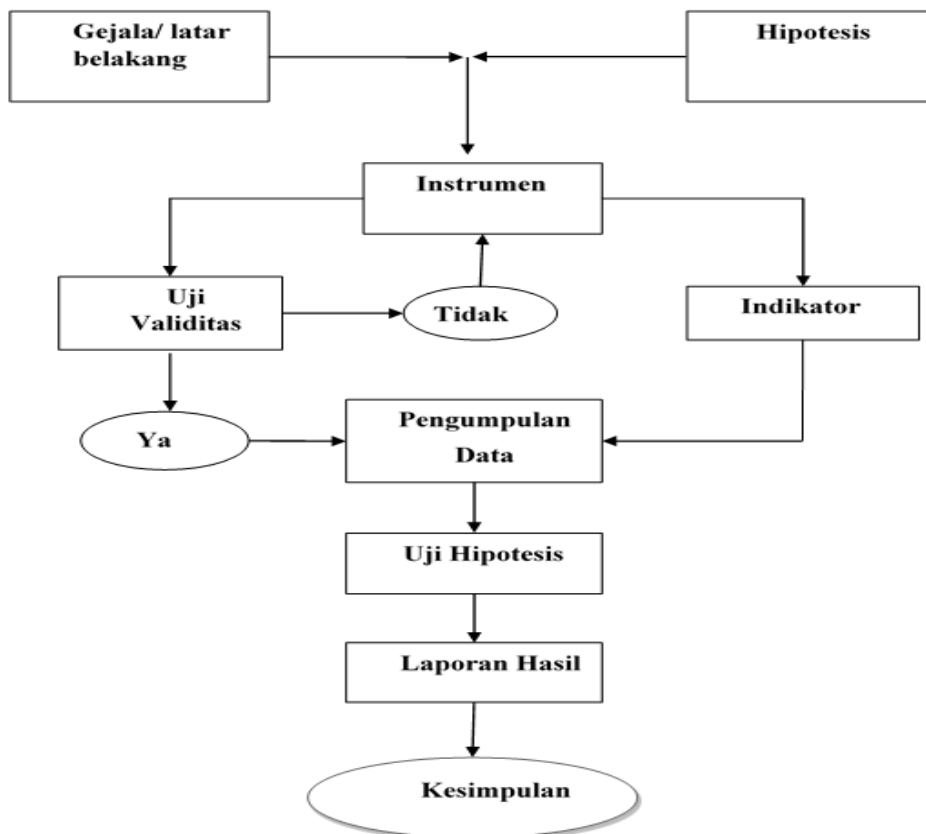 Gejala/ latar
belakang
Hipotesis
Instrumen
Uji
Validitas
Tidak
Indikator
Ya
Pengumpulan
Data
Uji Hipotesis
Laporan Hasil
Kesimpulan